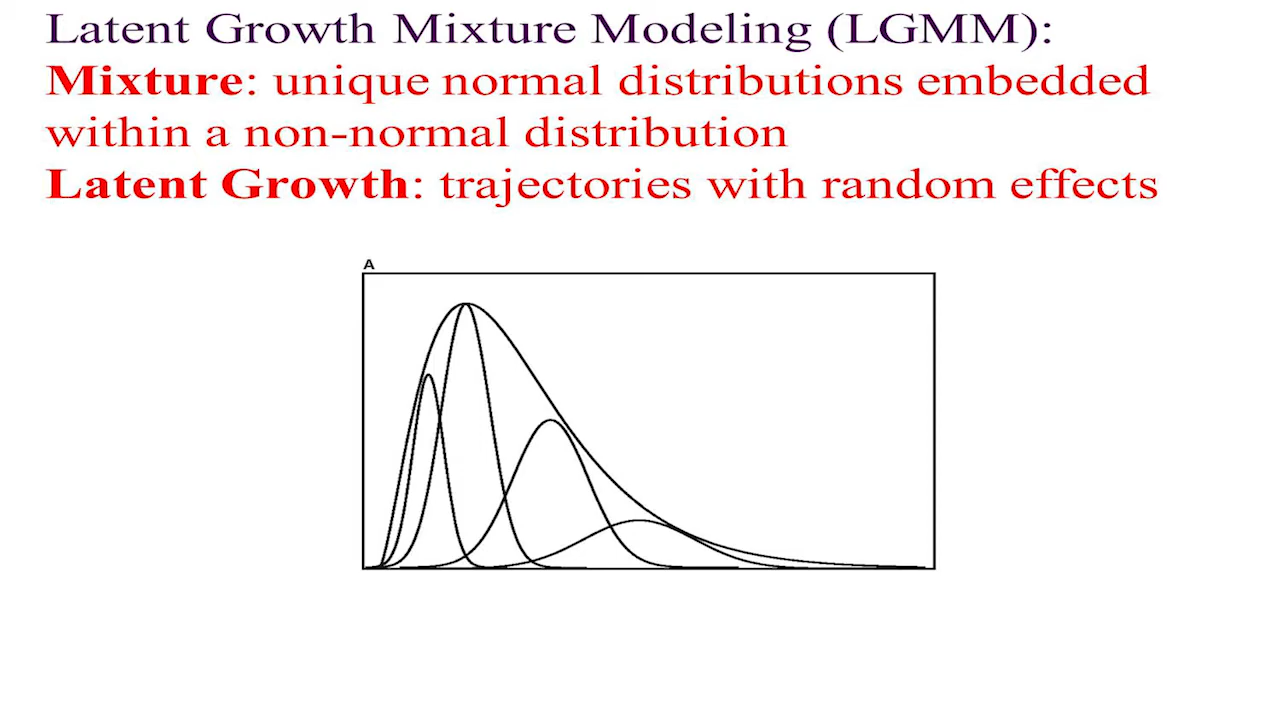 Latent Growth Mixture Modeling (LGMM):
Mixture: unique normal distributions embedded
within a non-normal distribution
Latent Growth: trajectories with random effects
A